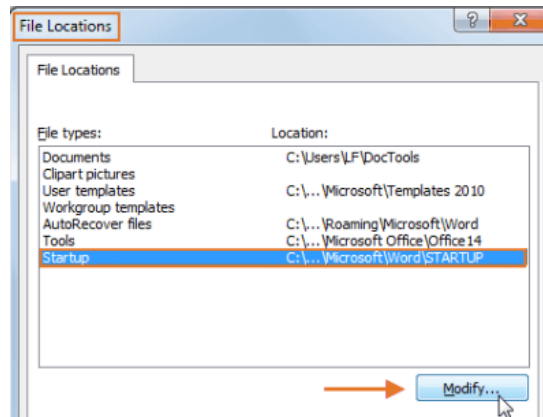 File Locations
File Locations
File types: Location:
Documents C:\Users\LF\DocTools
Clipart pictures
User templates C:\...\Microsoft\Templates 2010
Workgroup templates
AutoRecover files C:\...\Roaming\Microsoft\Word
Tools C:\...\Microsoft Office\Office14
Startup C:\...\Microsoft\Word\STARTUP
Modify...